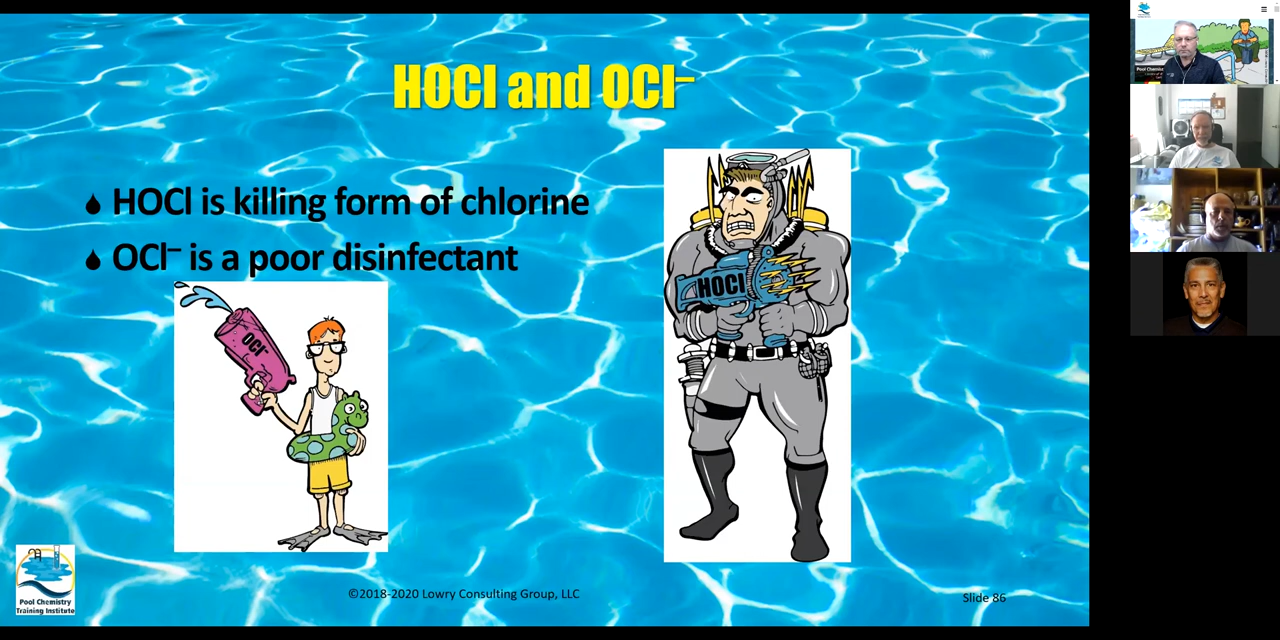 HOCl and OCl–
HOCl is killing form of chlorine
OCl– is a poor disinfectant
OCl–
HOCl
Pool Chemistry
Training Institute
©2018-2020 Lowry Consulting Group, LLC
Slide 86